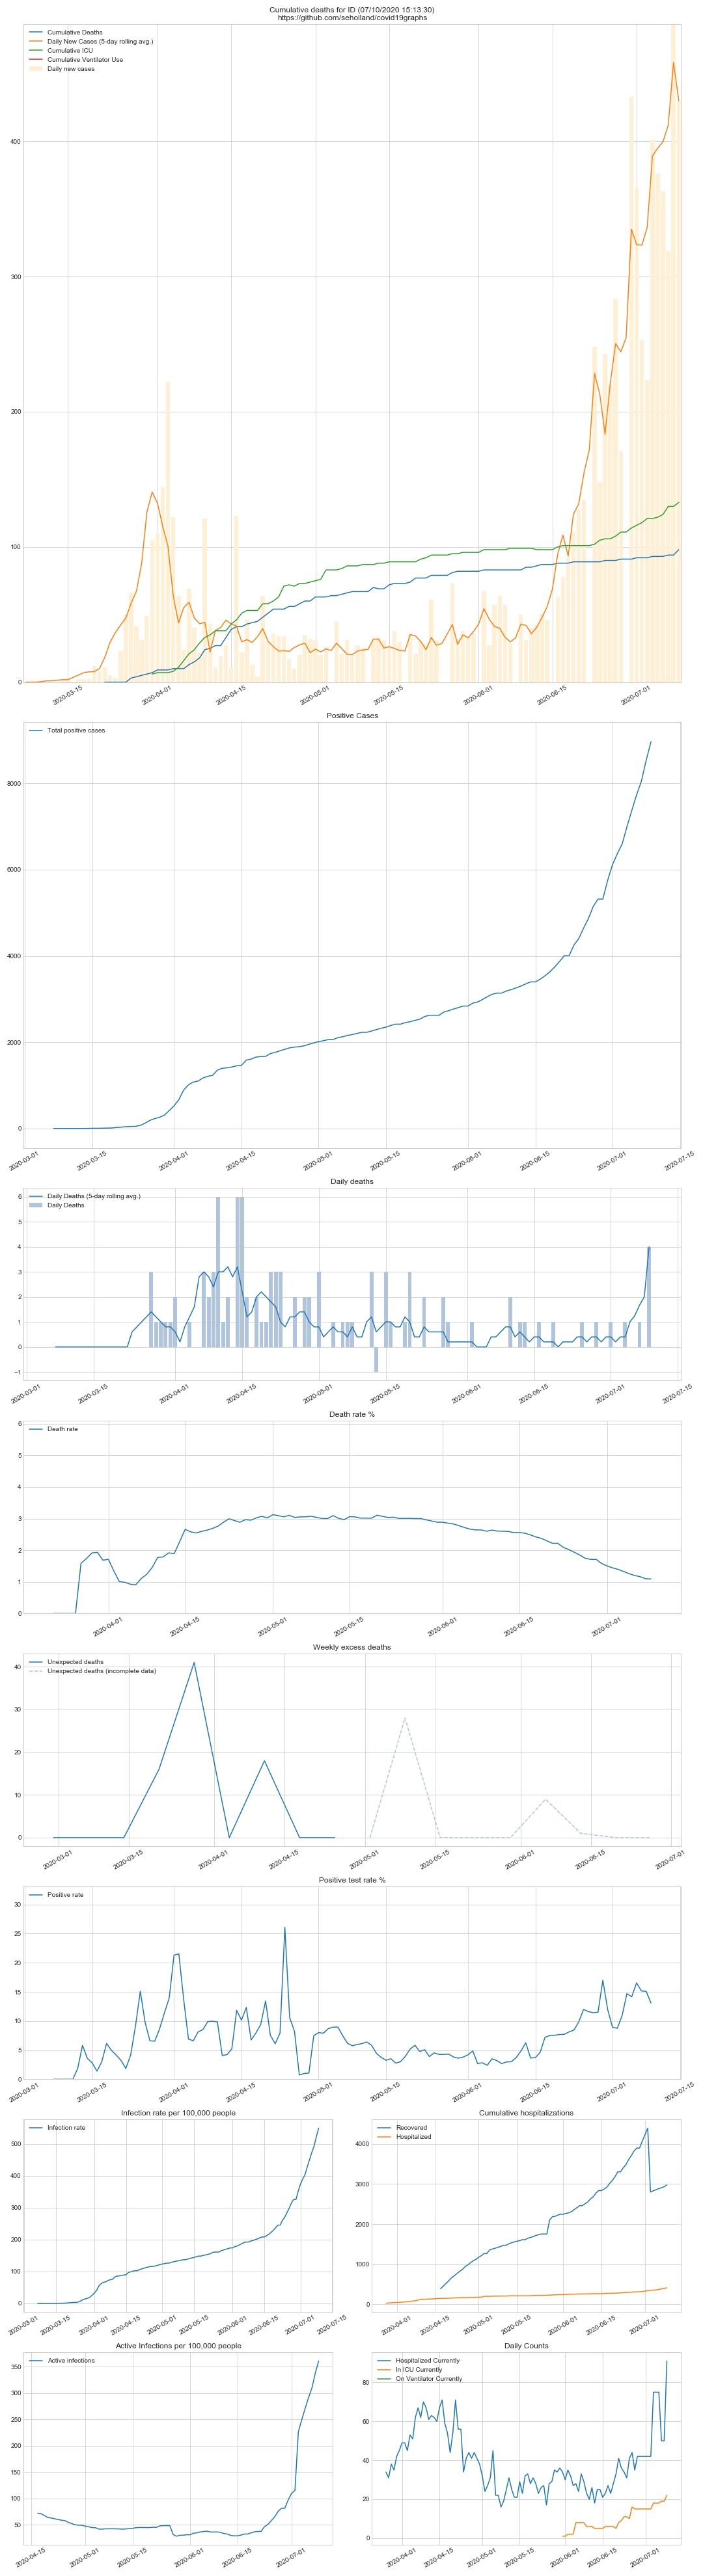 Cumulative deaths for ID (07/10/2020 15:13:30)
https://github.com/seholland/covid19graphs
Cumulative Deaths
Daily New Cases (5-day rolling avg.)
Cumulative ICU
Cumulative Ventilator Use
Daily new cases
400
300
200
100
0
2020-03-15 2020-04-01 2020-04-15 2020-05-01 2020-05-15 2020-06-01 2020-06-15 2020-07-01
Positive Cases
Total positive cases
8000
6000
4000
2000
0
2020-03-01 2020-03-15 2020-04-01 2020-04-15 2020-05-01 2020-05-15 2020-06-01 2020-06-15 2020-07-01 2020-07-15
Daily deaths
Daily Deaths (5-day rolling avg.)
Daily Deaths
6
5
4
3
2
1
0
−1
2020-03-01 2020-03-15 2020-04-01 2020-04-15 2020-05-01 2020-05-15 2020-06-01 2020-06-15 2020-07-01 2020-07-15
Death rate %
Death rate
6
5
4
3
2
1
0
2020-04-01 2020-04-15 2020-05-01 2020-05-15 2020-06-01 2020-06-15 2020-07-01
Weekly excess deaths
Unexpected deaths
Unexpected deaths (incomplete data)
40
30
20
10
0
2020-03-01 2020-03-15 2020-04-01 2020-04-15 2020-05-01 2020-05-15 2020-06-01 2020-06-15 2020-07-01
Positive test rate %
Positive rate
30
25
20
15
10
5
0
2020-03-01 2020-03-15 2020-04-01 2020-04-15 2020-05-01 2020-05-15 2020-06-01 2020-06-15 2020-07-01 2020-07-15
Infection rate per 100,000 people
Infection rate
500
400
300
200
100
0
2020-03-01 2020-03-15 2020-04-01 2020-04-15 2020-05-01 2020-05-15 2020-06-01 2020-06-15 2020-07-01 2020-07-15
Cumulative hospitalizations
Recovered
Hospitalized
4000
3000
2000
1000
0
2020-04-01 2020-04-15 2020-05-01 2020-05-15 2020-06-01 2020-06-15 2020-07-01
Active Infections per 100,000 people
Active infections
350
300
250
200
150
100
50
2020-04-15 2020-05-01 2020-05-15 2020-06-01 2020-06-15 2020-07-01
Daily Counts
Hospitalized Currently
In ICU Currently
On Ventilator Currently
80
60
40
20
0
2020-04-01 2020-04-15 2020-05-01 2020-05-15 2020-06-01 2020-06-15 2020-07-01